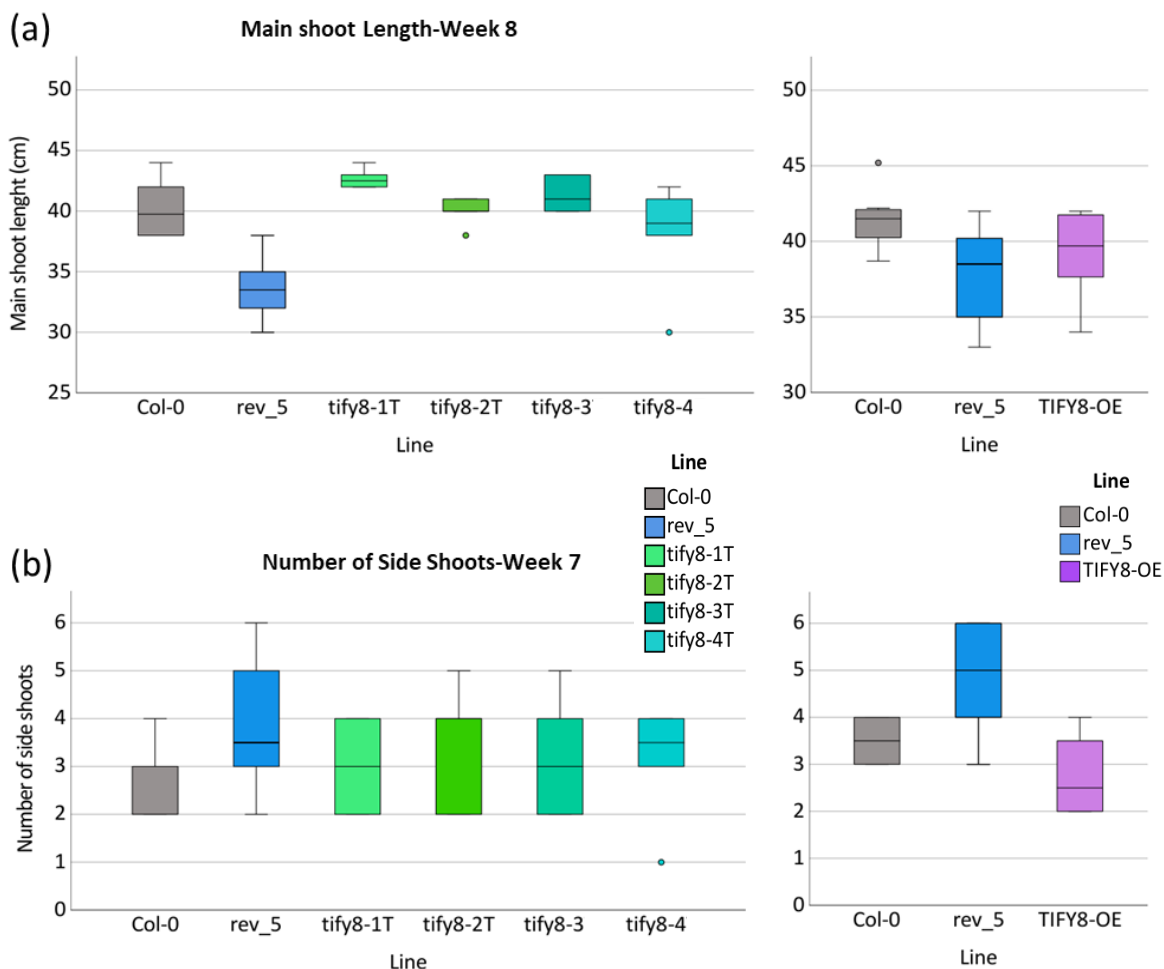 (a)
Main shoot Length-Week 8
Main shoot lenght (cm)
50
45
40
35
30
25
Col-0 rev_5 tify8-1T tify8-2T tify8-3 tify8-4
Line
50
45
40
35
30
Col-0 rev_5 TIFY8-OE
Line
Line
Col-0
rev_5
tify8-1T
tify8-2T
tify8-3T
tify8-4T
Line
Col-0
rev_5
TIFY8-OE
(b)
Number of Side Shoots-Week 7
Number of side shoots
6
5
4
3
2
1
0
Col-0 rev_5 tify8-1T tify8-2T tify8-3 tify8-4
Line
6
5
4
3
2
1
0
Col-0 rev_5 TIFY8-OE
Line